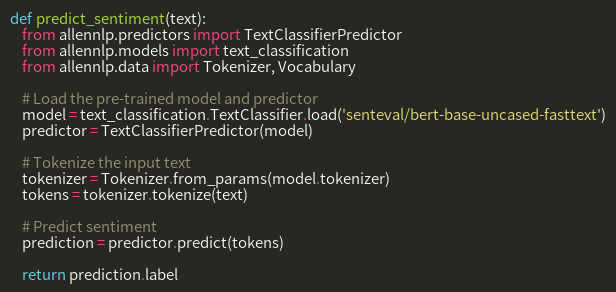 def predict_sentiment(text):
    from allennlp.predictors import TextClassifierPredictor
    from allennlp.models import text_classification
    from allennlp.data import Tokenizer, Vocabulary

    # Load the pre-trained model and predictor
    model = text_classification.TextClassifier.load('senteval/bert-base-uncased-fasttext')
    predictor = TextClassifierPredictor(model)

    # Tokenize the input text
    tokenizer = Tokenizer.from_params(model.tokenizer)
    tokens = tokenizer.tokenize(text)

    # Predict sentiment
    prediction = predictor.predict(tokens)

    return prediction.label